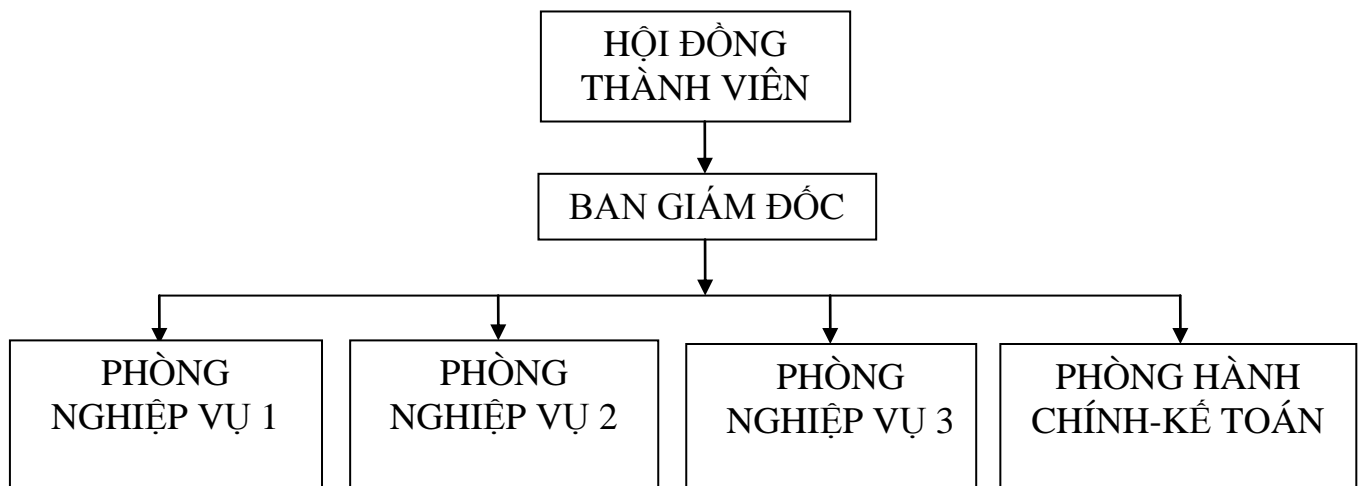 HỘI ĐỒNG
THÀNH VIÊN
BAN GIÁM ĐỐC
PHÒNG
NGHIỆP VỤ 1
PHÒNG
NGHIỆP VỤ 2
PHÒNG
NGHIỆP VỤ 3
PHÒNG HÀNH
CHÍNH-KẾ TOÁN